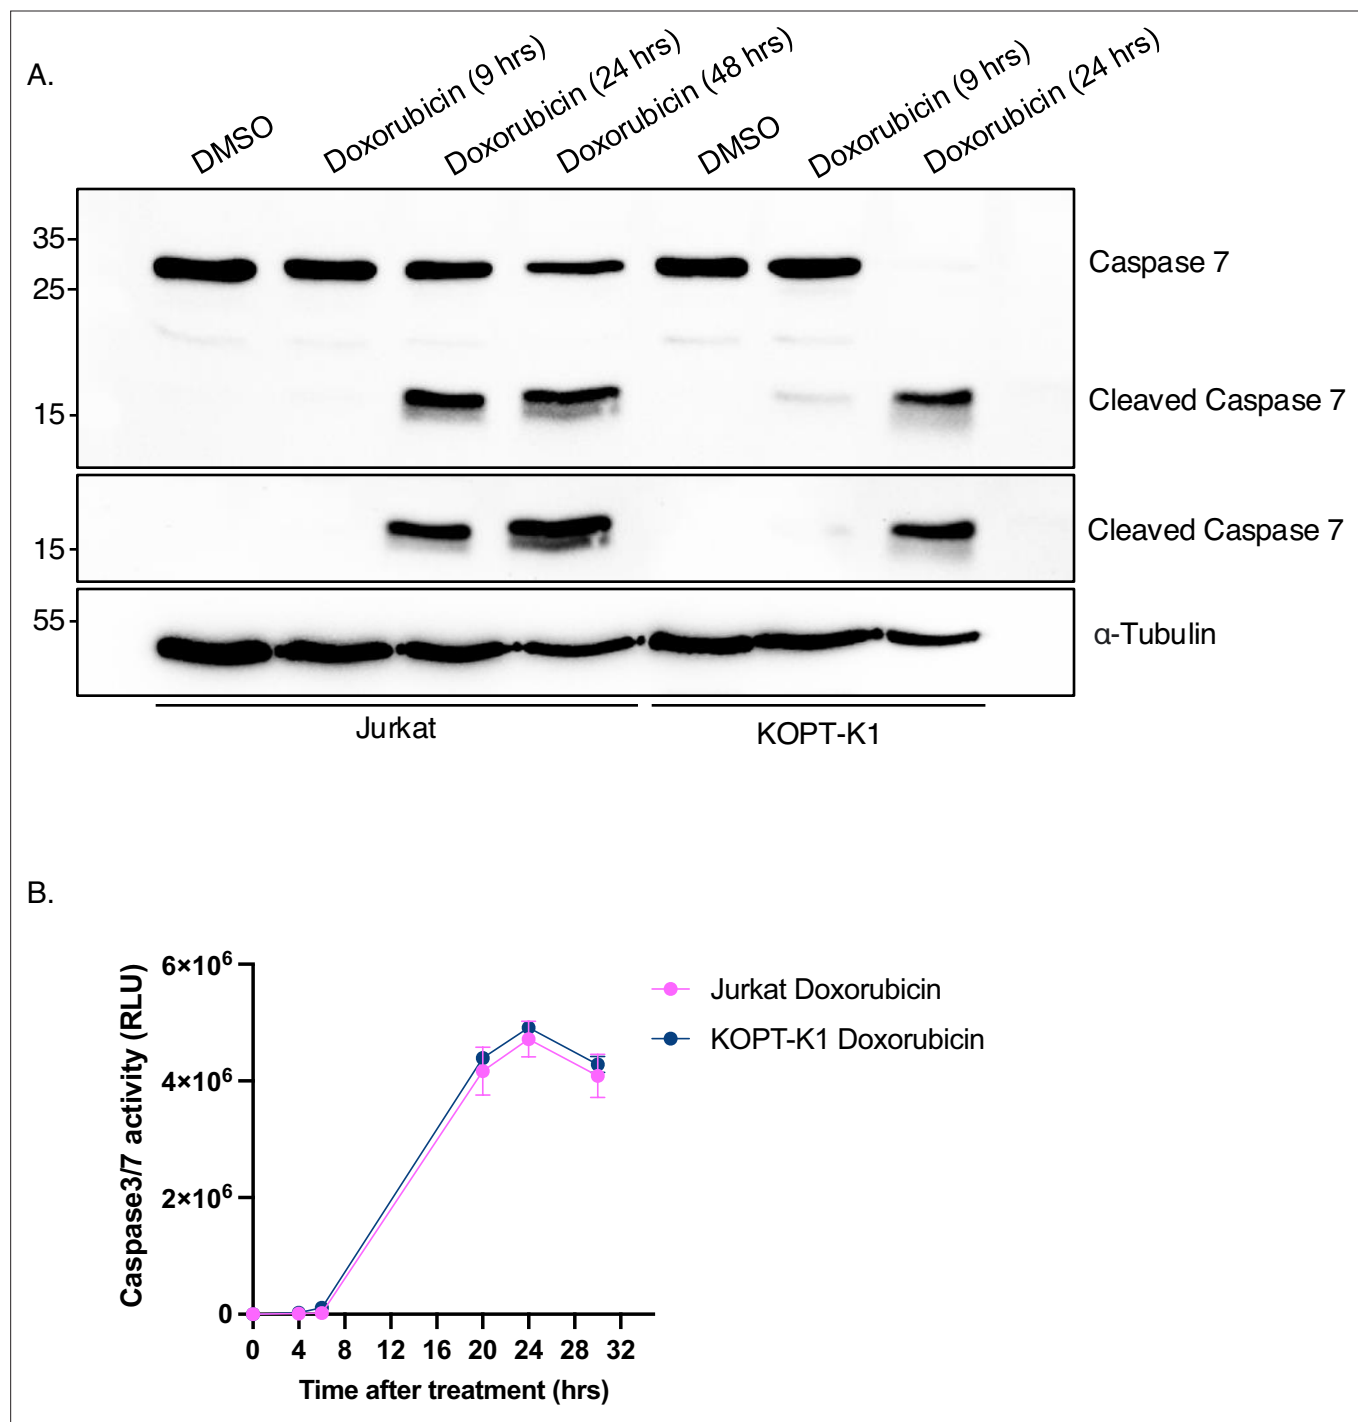 A.
DMSO
Doxorubicin (9 hrs)
Doxorubicin (24 hrs)
Doxorubicin (48 hrs)
DMSO
Doxorubicin (9 hrs)
Doxorubicin (24 hrs)
35
Caspase 7
25
Cleaved Caspase 7
15
Cleaved Caspase 7
15
55
α-Tubulin
Jurkat
KOPT-K1
B.
Caspase3/7 activity (RLU)
6×10⁶
4×10⁶
2×10⁶
0
0 4 8 12 16 20 24 28 32
Time after treatment (hrs)
Jurkat Doxorubicin
KOPT-K1 Doxorubicin